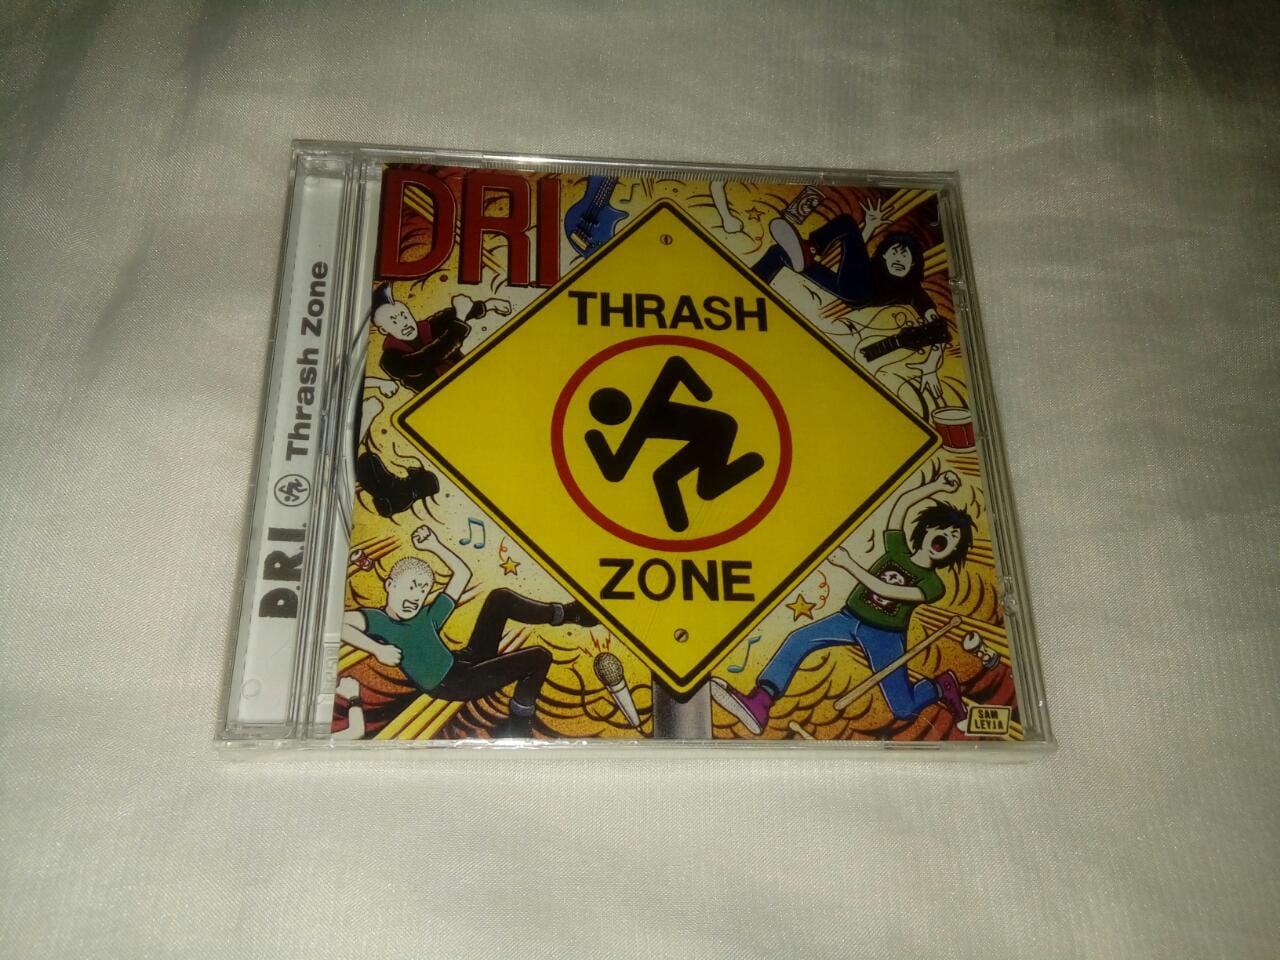 DRI
THRASH
ZONE
D.R.I. Thrash Zone
SAM
LEYJA